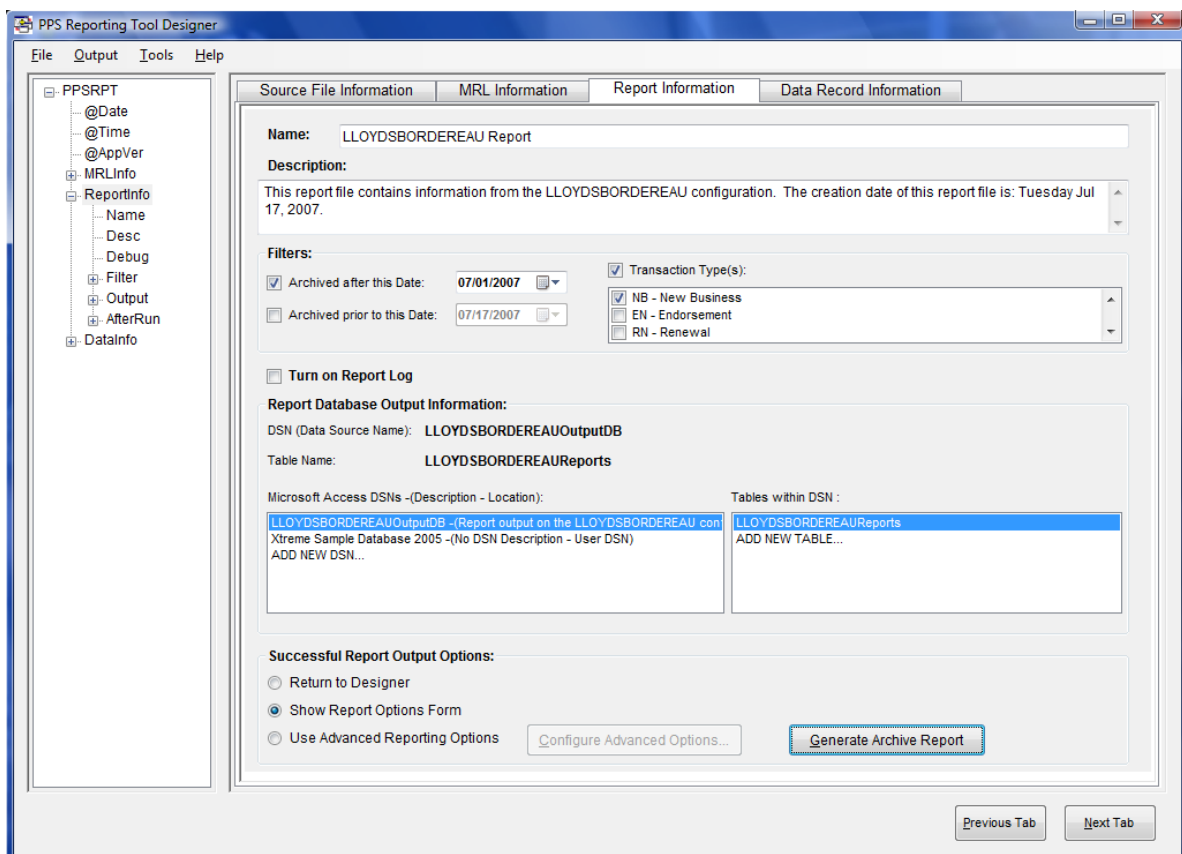 PPS Reporting Tool Designer
File Output Tools Help
PPSRPT
@Date
@Time
@AppVer
MRLInfo
ReportInfo
Name
Desc
Debug
Filter
Output
AfterRun
DataInfo
Source File Information
MRL Information
Report Information
Data Record Information
Name: LLOYDSBORDEREAU Report
Description:
This report file contains information from the LLOYDSBORDEREAU configuration. The creation date of this report file is: Tuesday Jul
17, 2007.
Filters:
Archived after this Date: 07/01/2007
Archived prior to this Date: 07/17/2007
Transaction Type(s):
NB - New Business
EN - Endorsement
RN - Renewal
Turn on Report Log
Report Database Output Information:
DSN (Data Source Name): LLOYDSBORDEREAUOutputDB
Table Name: LLOYDSBORDEREAUReports
Microsoft Access DSNs -(Description - Location):
LLOYDSBORDEREAUOutputDB -(Report output on the LLOYDSBORDEREAU con
Xtreme Sample Database 2005 -(No DSN Description - User DSN)
ADD NEW DSN...
Tables within DSN :
LLOYDSBORDEREAUReports
ADD NEW TABLE...
Successful Report Output Options:
Return to Designer
Show Report Options Form
Use Advanced Reporting Options
Configure Advanced Options...
Generate Archive Report
Previous Tab
Next Tab